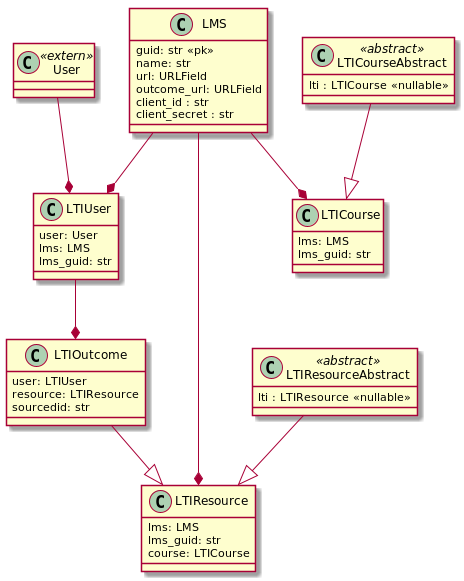 C LMS
guid: str «pk»
name: str
url: URLField
outcome_url: URLField
client_id : str
client_secret : str
C «extern»
User
C «abstract»
LTICourseAbstract
lti : LTICourse «nullable»
C LTIUser
user: User
lms: LMS
lms_guid: str
C LTICourse
lms: LMS
lms_guid: str
C LTIOutcome
user: LTIUser
resource: LTIResource
sourcedid: str
C «abstract»
LTIResourceAbstract
lti : LTIResource «nullable»
C LTIResource
lms: LMS
lms_guid: str
course: LTICourse